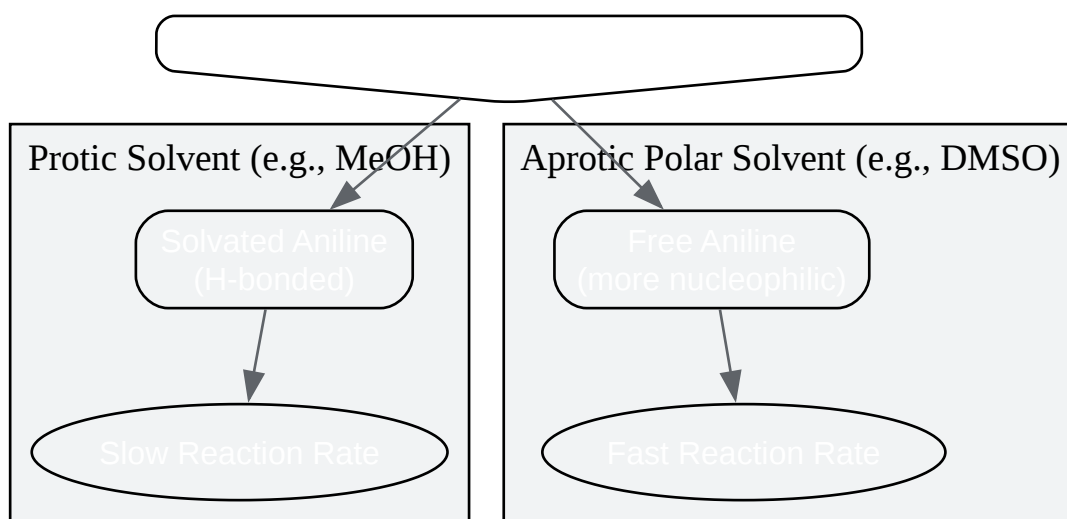 Protic Solvent (e.g., MeOH)
Aprotic Polar Solvent (e.g., DMSO)
Solvated Aniline
(H-bonded)
Free Aniline
(more nucleophilic)
Slow Reaction Rate
Fast Reaction Rate